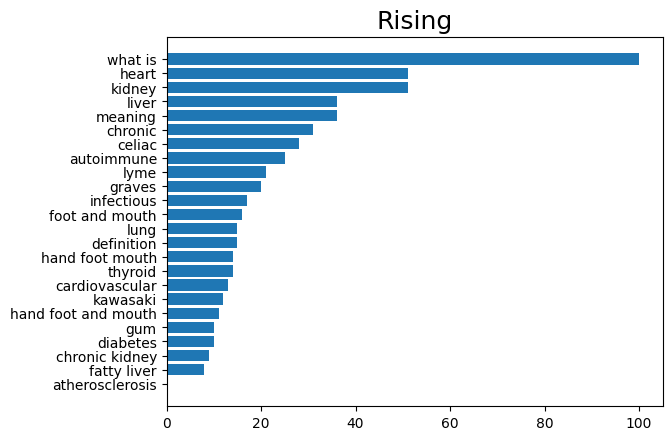 Rising
what is
heart
kidney
liver
meaning
chronic
celiac
autoimmune
lyme
graves
infectious
foot and mouth
lung
definition
hand foot mouth
thyroid
cardiovascular
kawasaki
hand foot and mouth
gum
diabetes
chronic kidney
fatty liver
atherosclerosis
0 20 40 60 80 100